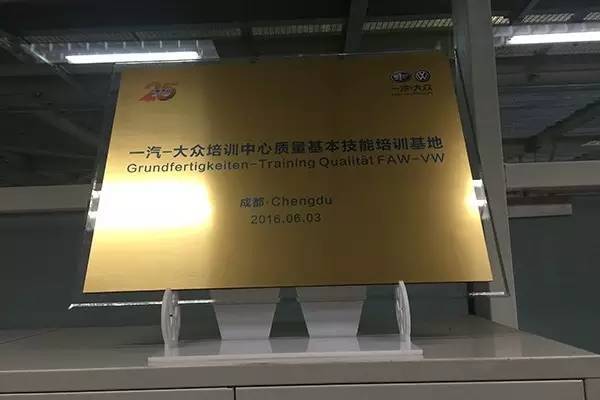 25
一汽-大众
一汽-大众培训中心质量基本技能培训基地
Grundfertigkeiten-Training Qualität FAW-VW
成都·Chengdu
2016.06.03